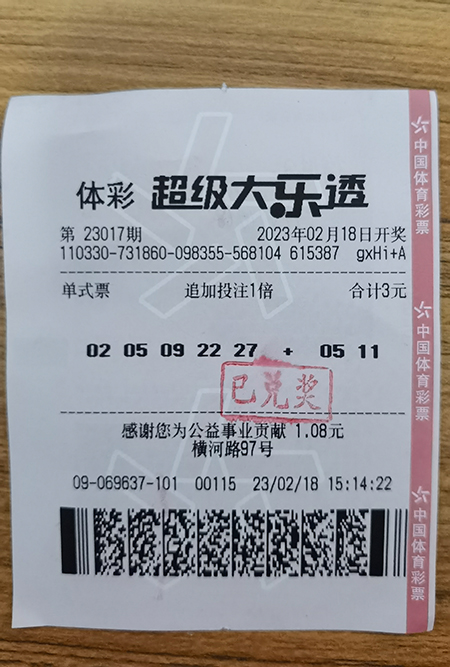 体彩 超级大乐透
第 23017期 2023年02月18日开奖
110330-731860-098355-568104 615387 gxHi+A
单式票 追加投注1倍 合计3元
02 05 09 22 27 + 05 11
已兑奖
感谢您为公益事业贡献 1.08元
横河路97号
09-069637-101 00115 23/02/18 15:14:22
中国体育彩票
中国体育彩票
中国体育彩票